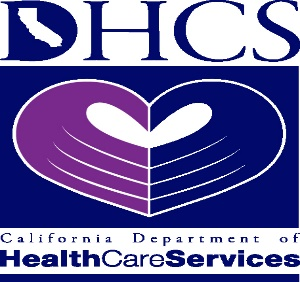 DHCS
California Department of
HealthCareServices